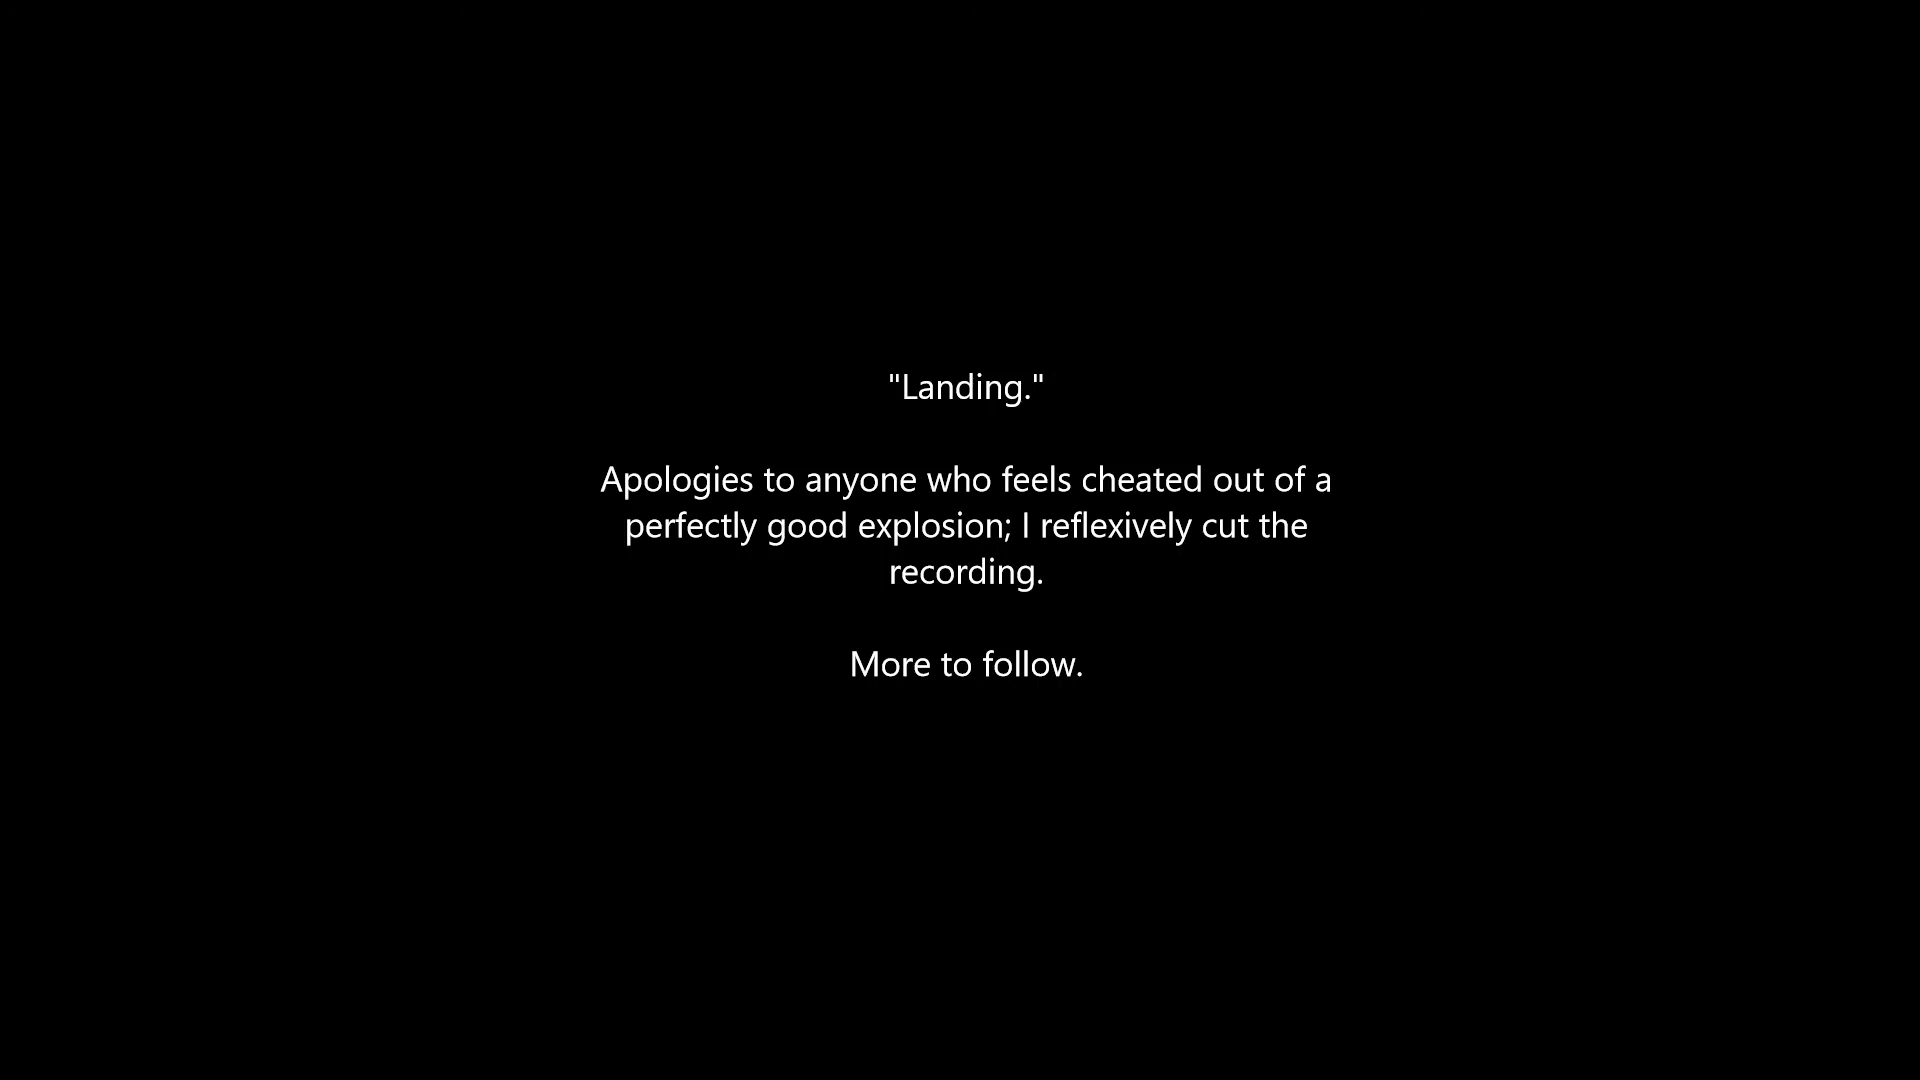 "Landing."
Apologies to anyone who feels cheated out of a
perfectly good explosion; I reflexively cut the
recording.
More to follow.